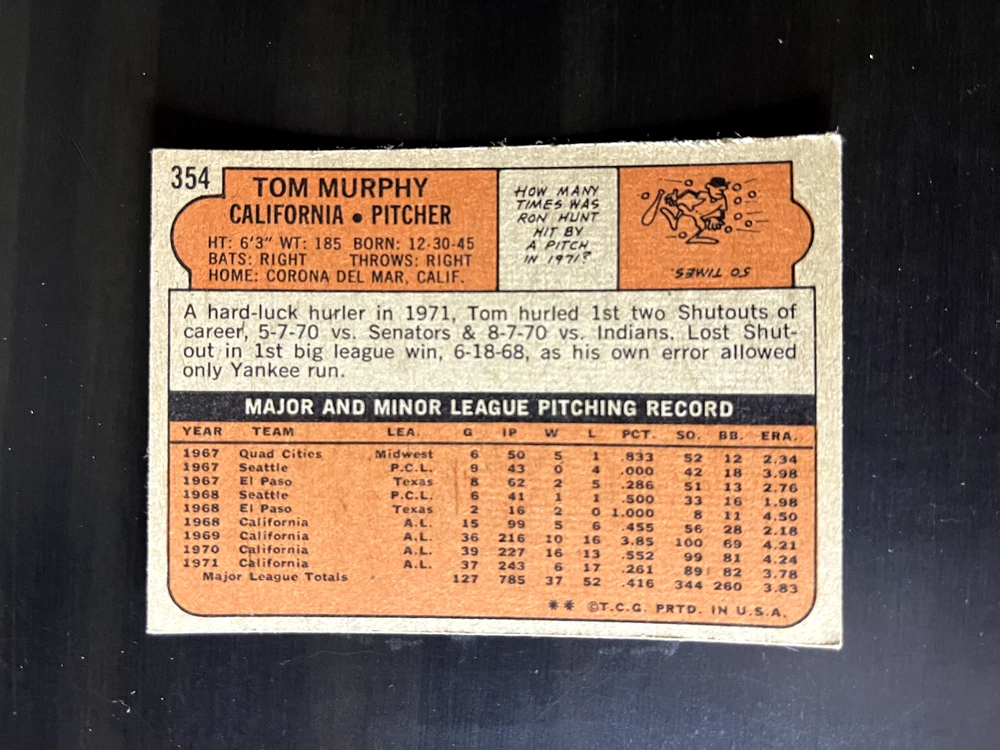 354
TOM MURPHY
CALIFORNIA • PITCHER
HT: 6'3" WT: 185 BORN: 12-30-45
BATS: RIGHT THROWS: RIGHT
HOME: CORONA DEL MAR, CALIF.
HOW MANY
TIMES WAS
RON HUNT
HIT BY
A PITCH
IN 1971?
50 TIMES.
A hard-luck hurler in 1971, Tom hurled 1st two Shutouts of
career, 5-7-70 vs. Senators & 8-7-70 vs. Indians. Lost Shut-
out in 1st big league win, 6-18-68, as his own error allowed
only Yankee run.
MAJOR AND MINOR LEAGUE PITCHING RECORD
YEAR TEAM LEA. G IP W L PCT. SO. BB. ERA.
1967 Quad Cities Midwest 6 50 5 1 .833 52 12 2.34
1967 Seattle P.C.L. 9 43 0 4 .000 42 18 3.98
1967 El Paso Texas 8 62 2 5 .286 51 13 2.76
1968 Seattle P.C.L. 6 41 1 1 .500 33 16 1.98
1968 El Paso Texas 2 16 2 0 1.000 8 11 4.50
1968 California A.L. 15 99 5 6 .455 56 28 2.18
1969 California A.L. 36 216 10 16 3.85 100 69 4.21
1970 California A.L. 39 227 16 13 .552 99 81 4.24
1971 California A.L. 37 243 6 17 .261 89 82 3.78
Major League Totals 127 785 37 52 .416 344 260 3.83
** ©T.C.G. PRTD. IN U.S.A.